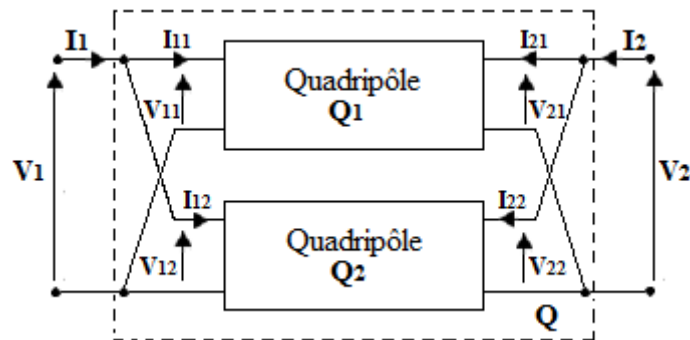 I1 I11 I21 I2
Quadripôle
Q1
V11 V21
V1 V2
I12 I22
Quadripôle
Q2
V12 V22
Q